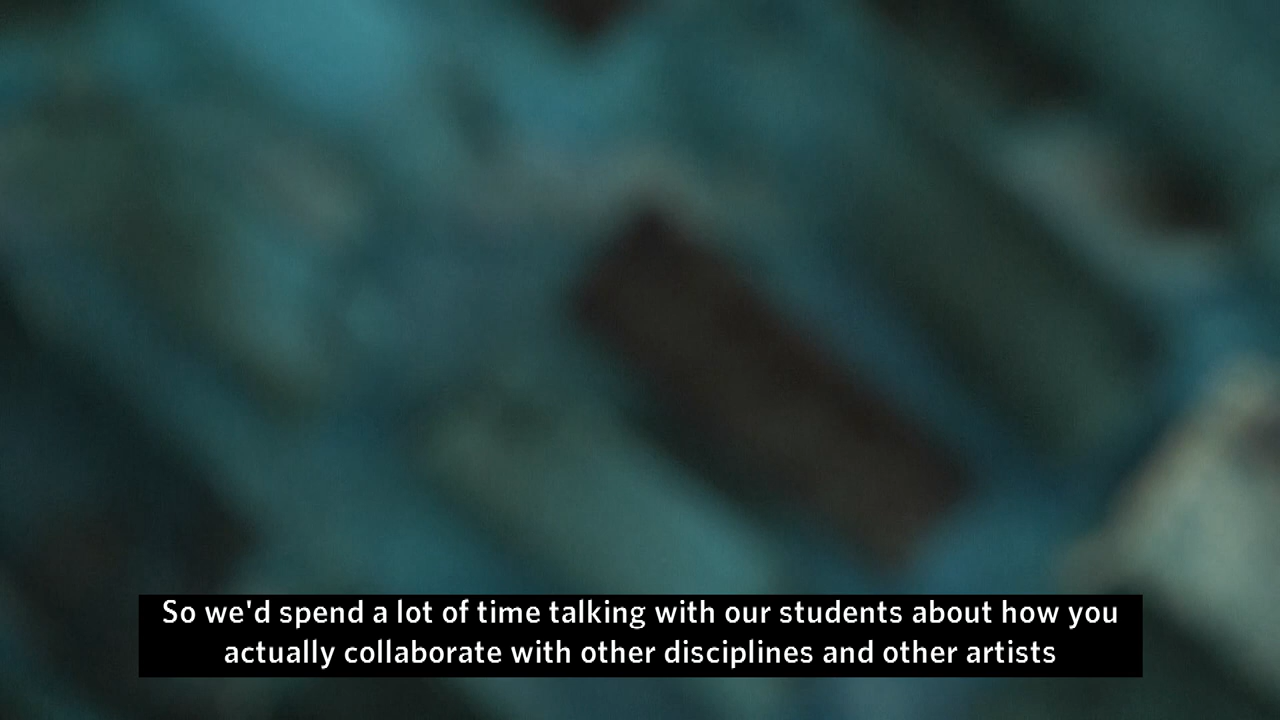 So we'd spend a lot of time talking with our students about how you
actually collaborate with other disciplines and other artists